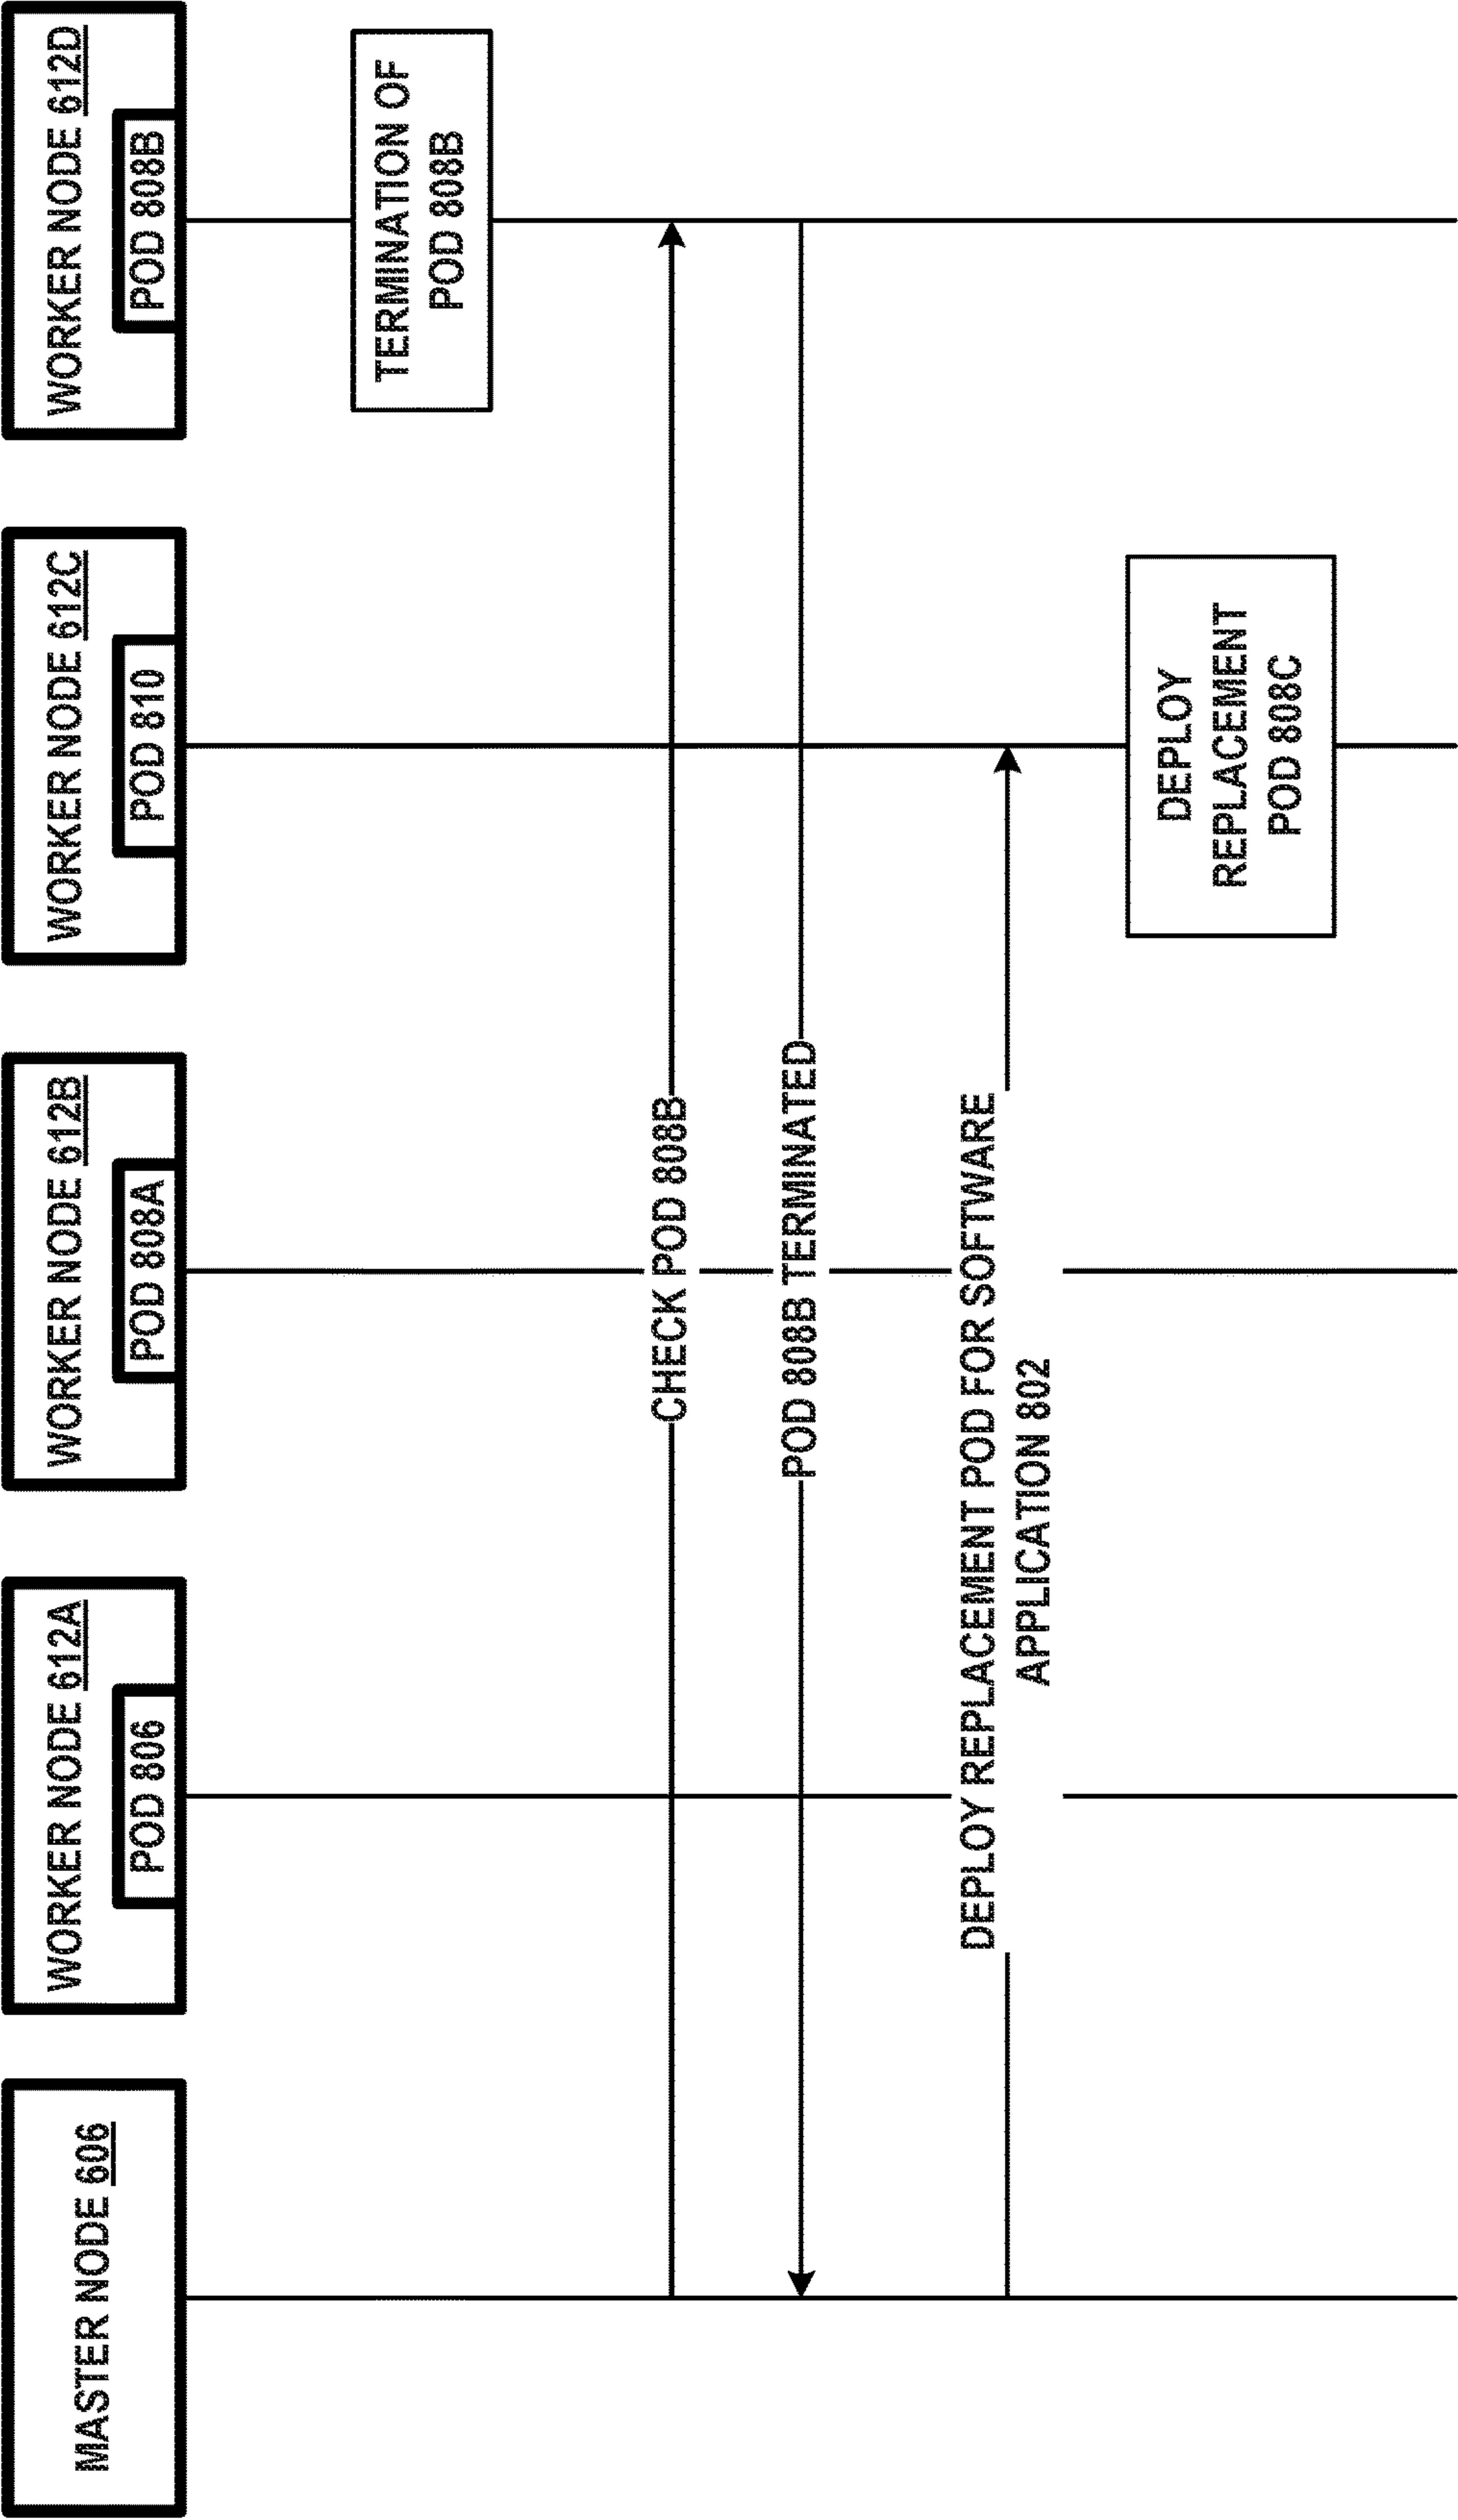 MASTER NODE 606
WORKER NODE 612A
POD 806
WORKER NODE 612B
POD 808A
WORKER NODE 612C
POD 810
WORKER NODE 612D
POD 808B
TERMINATION OF
POD 808B
CHECK POD 808B
POD 808B TERMINATED
DEPLOY REPLACEMENT POD FOR SOFTWARE
APPLICATION 802
DEPLOY
REPLACEMENT
POD 808C